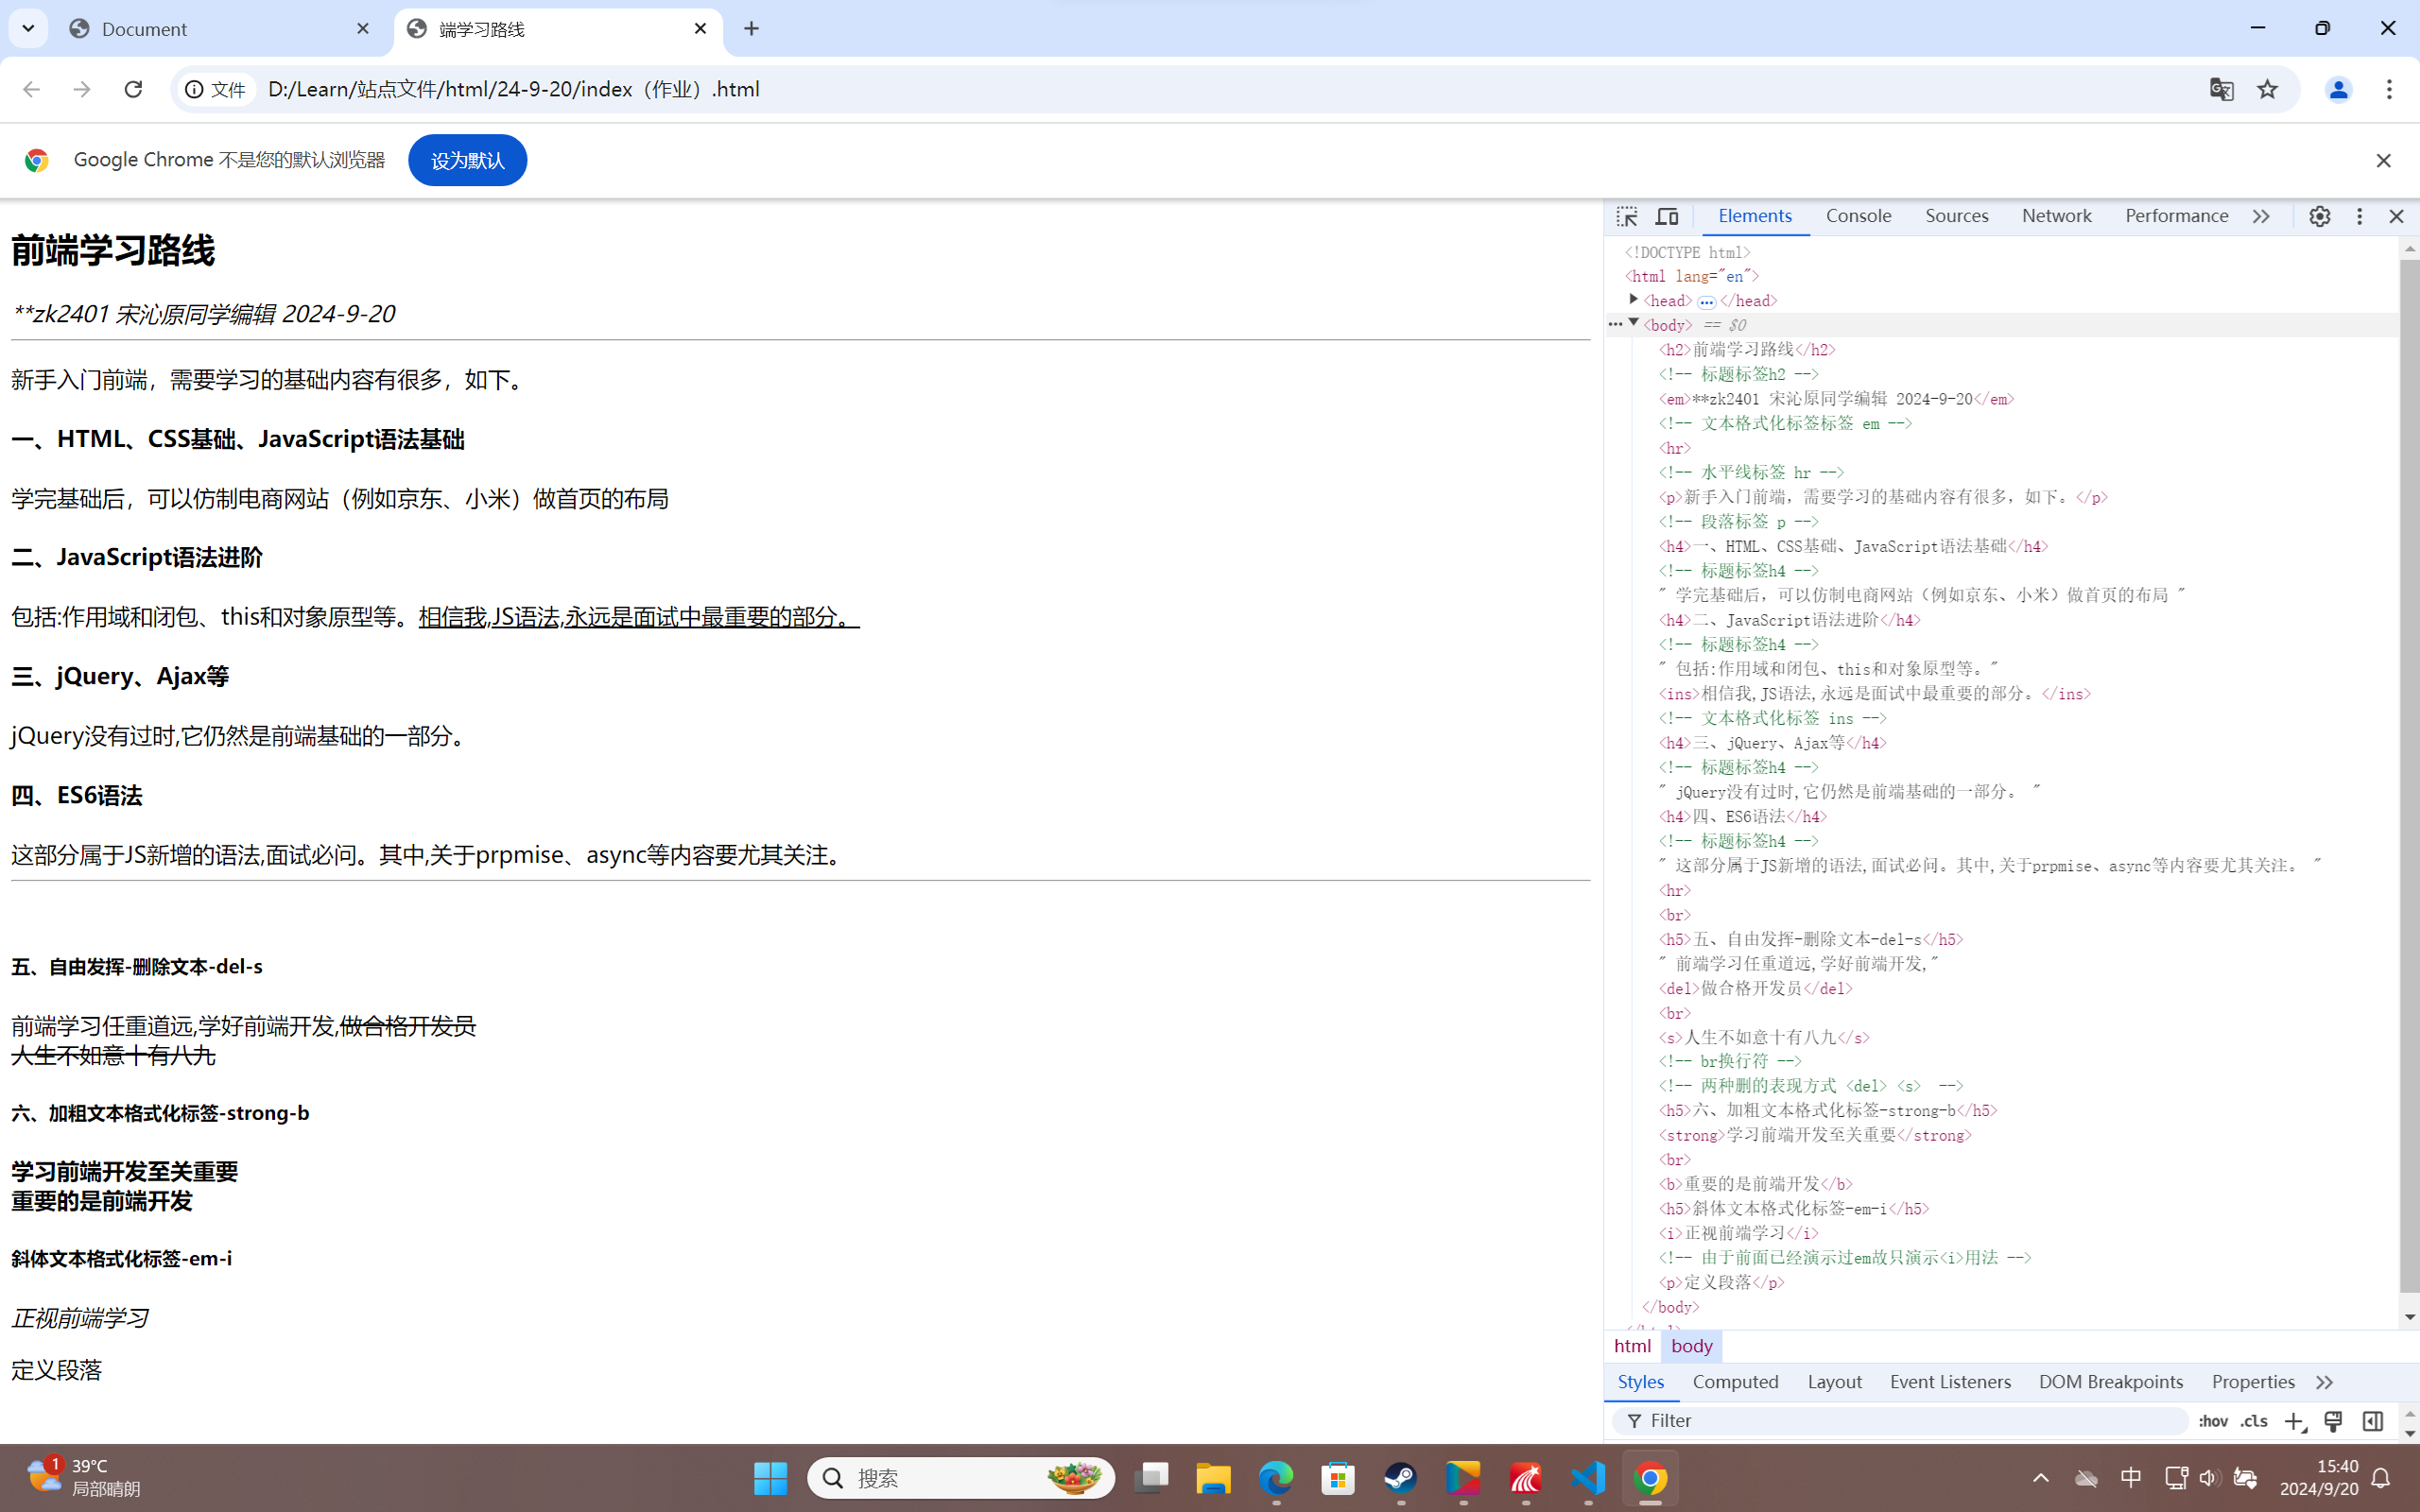 Document
端学习路线
文件
D:/Learn/站点文件/html/24-9-20/index（作业）.html
Google Chrome 不是您的默认浏览器
设为默认
前端学习路线
**zk2401 宋沁原同学编辑 2024-9-20
新手入门前端，需要学习的基础内容有很多，如下。
一、HTML、CSS基础、JavaScript语法基础
学完基础后，可以仿制电商网站（例如京东、小米）做首页的布局
二、JavaScript语法进阶
包括:作用域和闭包、this和对象原型等。相信我,JS语法,永远是面试中最重要的部分。
三、jQuery、Ajax等
jQuery没有过时,它仍然是前端基础的一部分。
四、ES6语法
这部分属于JS新增的语法,面试必问。其中,关于prpmise、async等内容要尤其关注。
五、自由发挥-删除文本-del-s
前端学习任重道远,学好前端开发,做合格开发员
人生不如意十有八九
六、加粗文本格式化标签-strong-b
学习前端开发至关重要
重要的是前端开发
斜体文本格式化标签-em-i
正视前端学习
定义段落
Elements Console Sources Network Performance
<!DOCTYPE html>
<html lang="en">
<head> … </head>
<body> == $0
<h2>前端学习路线</h2>
<!-- 标题标签h2 -->
<em>**zk2401 宋沁原同学编辑 2024-9-20</em>
<!-- 文本格式化标签标签 em -->
<hr>
<!-- 水平线标签 hr -->
<p>新手入门前端，需要学习的基础内容有很多，如下。</p>
<!-- 段落标签 p -->
<h4>一、HTML、CSS基础、JavaScript语法基础</h4>
<!-- 标题标签h4 -->
" 学完基础后，可以仿制电商网站（例如京东、小米）做首页的布局 "
<h4>二、JavaScript语法进阶</h4>
<!-- 标题标签h4 -->
" 包括:作用域和闭包、this和对象原型等。"
<ins>相信我,JS语法,永远是面试中最重要的部分。</ins>
<!-- 文本格式化标签 ins -->
<h4>三、jQuery、Ajax等</h4>
<!-- 标题标签h4 -->
" jQuery没有过时,它仍然是前端基础的一部分。 "
<h4>四、ES6语法</h4>
<!-- 标题标签h4 -->
" 这部分属于JS新增的语法,面试必问。其中,关于prpmise、async等内容要尤其关注。 "
<hr>
<br>
<h5>五、自由发挥-删除文本-del-s</h5>
" 前端学习任重道远,学好前端开发,"
<del>做合格开发员</del>
<br>
<s>人生不如意十有八九</s>
<!-- br换行符 -->
<!-- 两种删的表现方式 <del> <s>  -->
<h5>六、加粗文本格式化标签-strong-b</h5>
<strong>学习前端开发至关重要</strong>
<br>
<b>重要的是前端开发</b>
<h5>斜体文本格式化标签-em-i</h5>
<i>正视前端学习</i>
<!-- 由于前面已经演示过em故只演示<i>用法 -->
<p>定义段落</p>
</body>
html body
Styles Computed Layout Event Listeners DOM Breakpoints Properties
Filter
:hov .cls
1
39°C
局部晴朗
搜索
中
15:40
2024/9/20